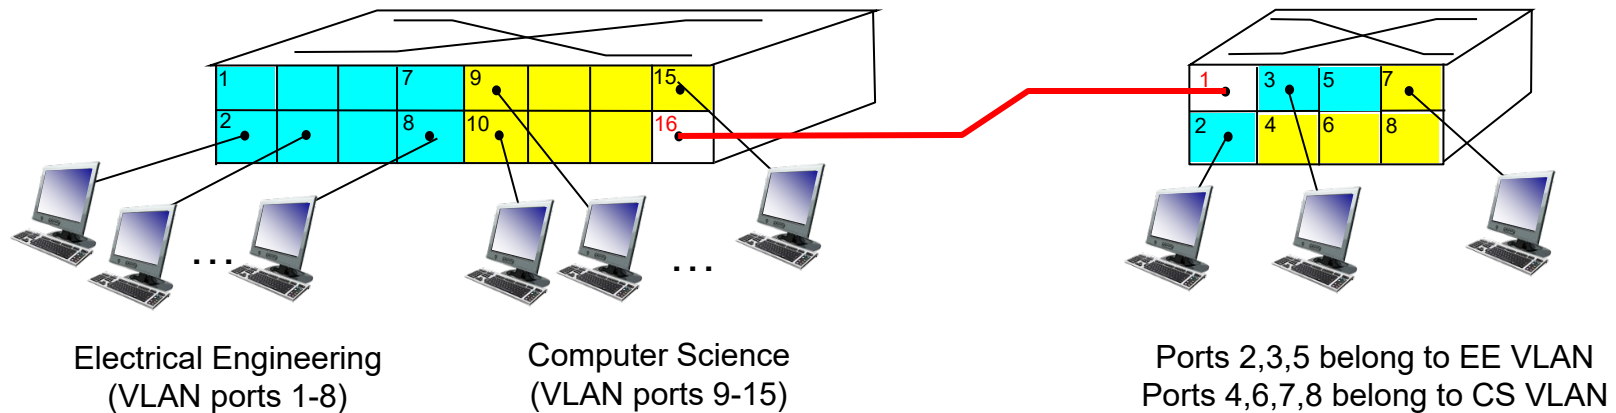 1 7 9 15
2 8 10 16
1 3 5 7
2 4 6 8
... ...
Electrical Engineering
(VLAN ports 1-8)
Computer Science
(VLAN ports 9-15)
Ports 2,3,5 belong to EE VLAN
Ports 4,6,7,8 belong to CS VLAN